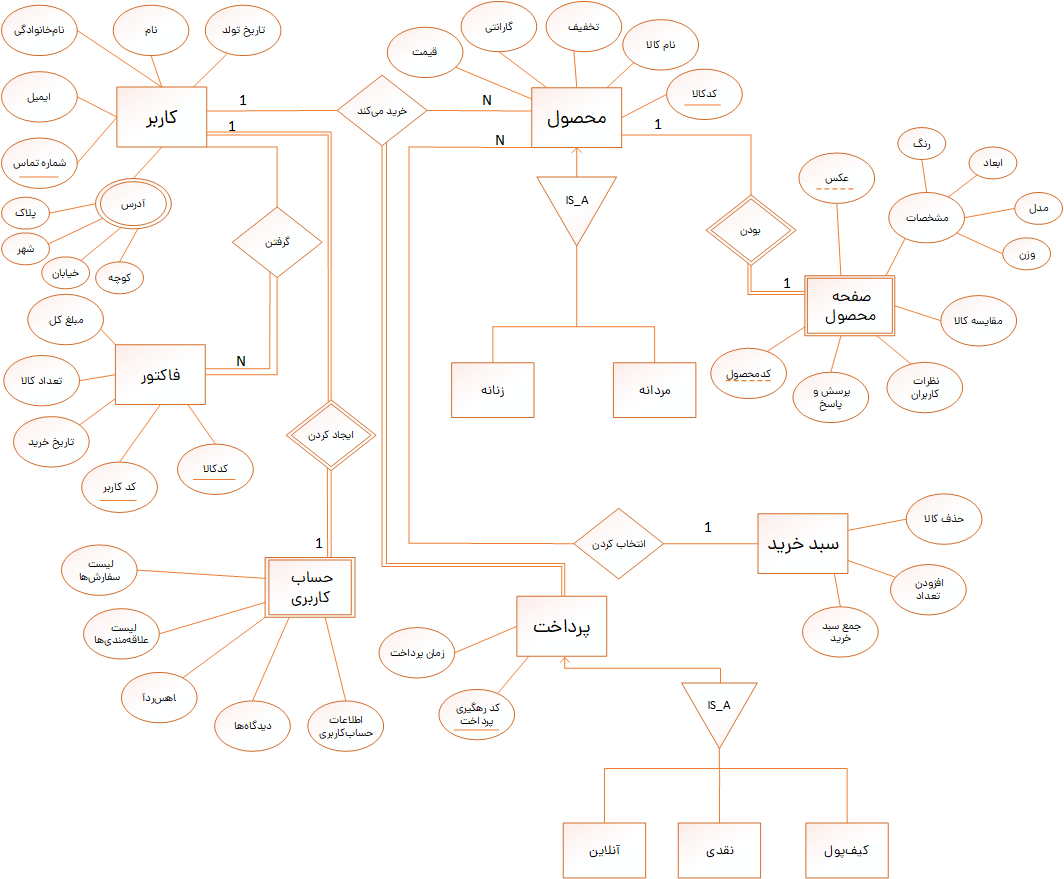 نام‌خانوادگی
نام
تاریخ تولد
ایمیل
شماره تماس
کاربر
آدرس
پلاک
شهر
خیابان
کوچه
1
1
خرید می‌کند
N
N
قیمت
گارانتی
تخفیف
نام کالا
کدکالا
محصول
1
IS_A
زنانه
مردانه
بودن
1
عکس
رنگ
ابعاد
مدل
وزن
مشخصات
صفحه
محصول
مقایسه کالا
نظرات
کاربران
پرسش و
پاسخ
کدمحصول
گرفتن
N
مبلغ کل
تعداد کالا
تاریخ خرید
کد کاربر
کدکالا
فاکتور
ایجاد کردن
1
حساب
کاربری
لیست
سفارش‌ها
لیست
علاقه‌مندی‌ها
آدرس‌ها
دیدگاه‌ها
اطلاعات
حساب‌کاربری
انتخاب کردن
1
سبد خرید
حذف کالا
افزودن
تعداد
جمع سبد
خرید
پرداخت
زمان پرداخت
کد رهگیری
پرداخت
IS_A
آنلاین
نقدی
کیف‌پول